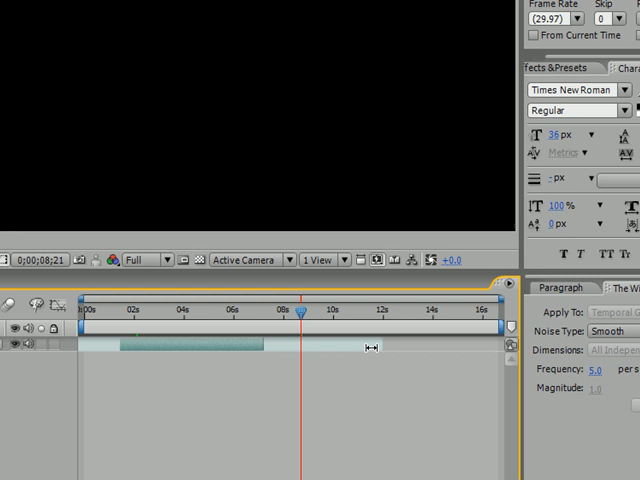 Frame Rate
Skip
(29.97)
0
From Current Time
ffects & Presets
Chara
Times New Roman
Regular
36 px
Metrics
- px
100 %
0 px
T T TT Tr
0;00;08;21
Full
Active Camera
1 View
+0.0
Paragraph
The Wi
Apply To:
Temporal G
Noise Type:
Smooth
Dimensions:
All Indepen
Frequency:
5.0
per s
Magnitude:
1.0
:00s
02s
04s
06s
08s
10s
12s
14s
16s